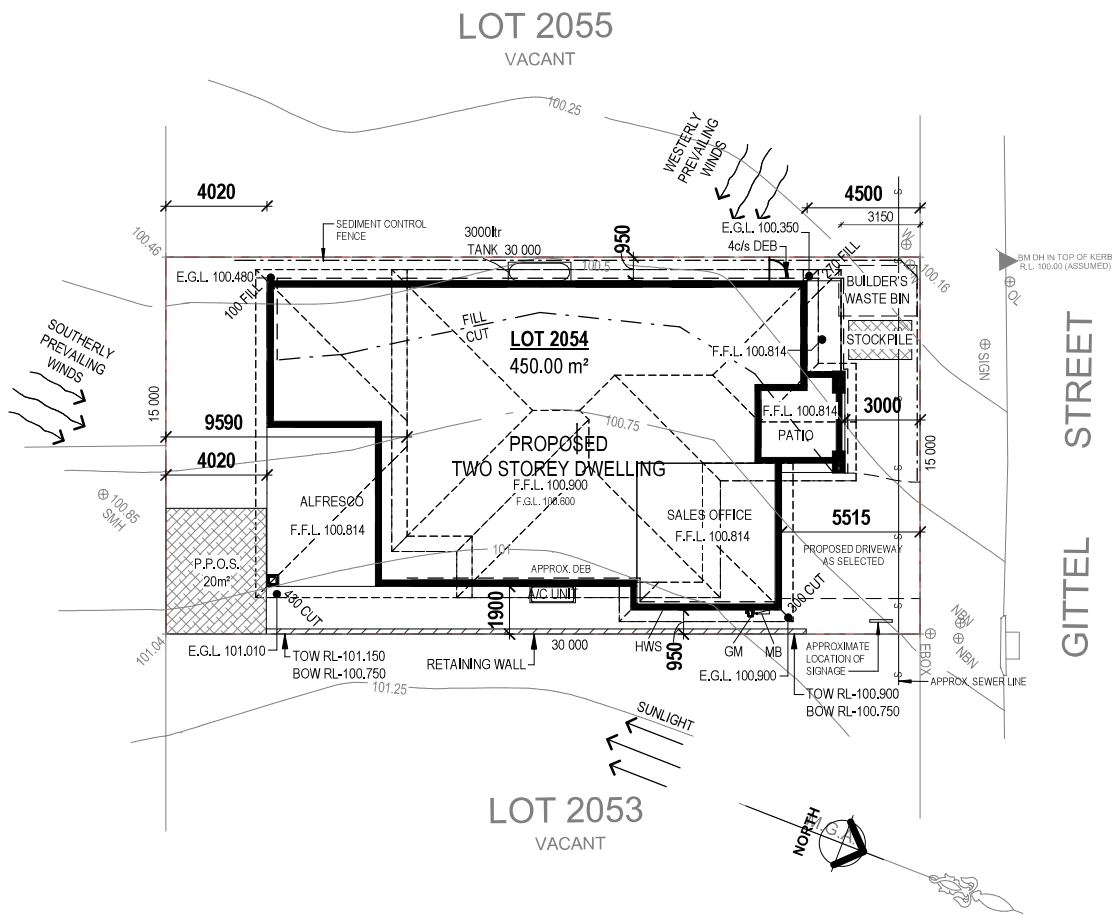 LOT 2055
VACANT
100.25
WESTERLY
PREVAILING
WINDS
4020
4500
3150
SEDIMENT CONTROL
FENCE
3000ltr
TANK 30 000
950
E.G.L. 100.350
4c/s DEB
270 FILL
W
100.46
100.16
BM DH IN TOP OF KERB
R.L. 100.00 (ASSUMED)
E.G.L. 100.480
100.5
100 FILL
BUILDER'S
WASTE BIN
OL
FILL
CUT
LOT 2054
450.00 m²
STOCKPILE
F.F.L. 100.814
SIGN
SOUTHERLY
PREVAILING
WINDS
15 000
9590
4020
100.75
F.F.L. 100.814
PATIO
3000
15 000
GITTEL STREET
PROPOSED
TWO STOREY DWELLING
F.F.L. 100.900
F.G.L. 100.600
100.85
SMH
ALFRESCO
F.F.L. 100.814
SALES OFFICE
F.F.L. 100.814
5515
PROPOSED DRIVEWAY
AS SELECTED
P.P.O.S.
20m²
101
APPROX. DEB
A/C UNIT
430 CUT
300 CUT
1900
S
S
S
S
S
101.04
E.G.L. 101.010
TOW RL-101.150
BOW RL-100.750
RETAINING WALL
30 000
HWS
950
GM
MB
E.G.L. 100.900
APPROXIMATE
LOCATION OF
SIGNAGE
NBN
NBN
EBOX
APPROX. SEWER LINE
TOW RL-100.900
BOW RL-100.750
101.25
SUNLIGHT
LOT 2053
VACANT
NORTH
M.G.A.